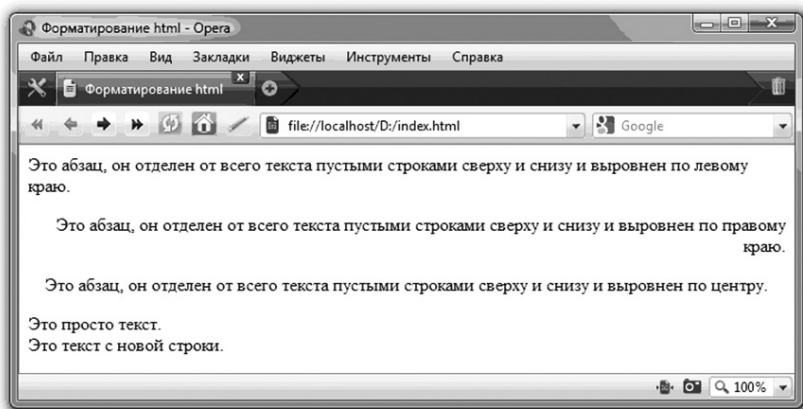 Форматирование html - Opera
Файл Правка Вид Закладки Виджеты Инструменты Справка
Форматирование html
file://localhost/D:/index.html Google
Это абзац, он отделен от всего текста пустыми строками сверху и снизу и выровнен по левому
краю.
Это абзац, он отделен от всего текста пустыми строками сверху и снизу и выровнен по правому
краю.
Это абзац, он отделен от всего текста пустыми строками сверху и снизу и выровнен по центру.
Это просто текст.
Это текст с новой строки.
100%